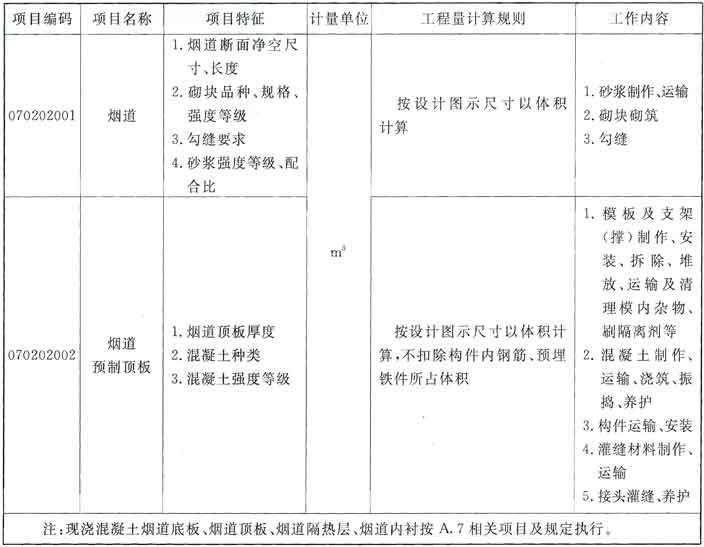 项目编码 项目名称 项目特征 计量单位 工程量计算规则 工作内容
070202001
烟道
1. 烟道断面净空尺
寸、长度
2. 砌块品种、规格、
强度等级
3. 勾缝要求
4. 砂浆强度等级、配
合比
m³
按设计图示尺寸以体积
计算
1. 砂浆制作、运输
2. 砌块砌筑
3. 勾缝
070202002
烟道
预制顶板
1. 烟道顶板厚度
2. 混凝土种类
3. 混凝土强度等级
按设计图示尺寸以体积计
算,不扣除构件内钢筋、预埋
铁件所占体积
1. 模板及支架
(撑)制作、安
装、拆除、堆
放、运输及清
理模内杂物、
刷隔离剂等
2. 混凝土制作、
运输、浇筑、振
捣、养护
3. 构件运输、安装
4. 灌缝材料制作、
运输
5. 接头灌缝、养护
注:现浇混凝土烟道底板、烟道顶板、烟道隔热层、烟道内衬按 A.7 相关项目及规定执行。